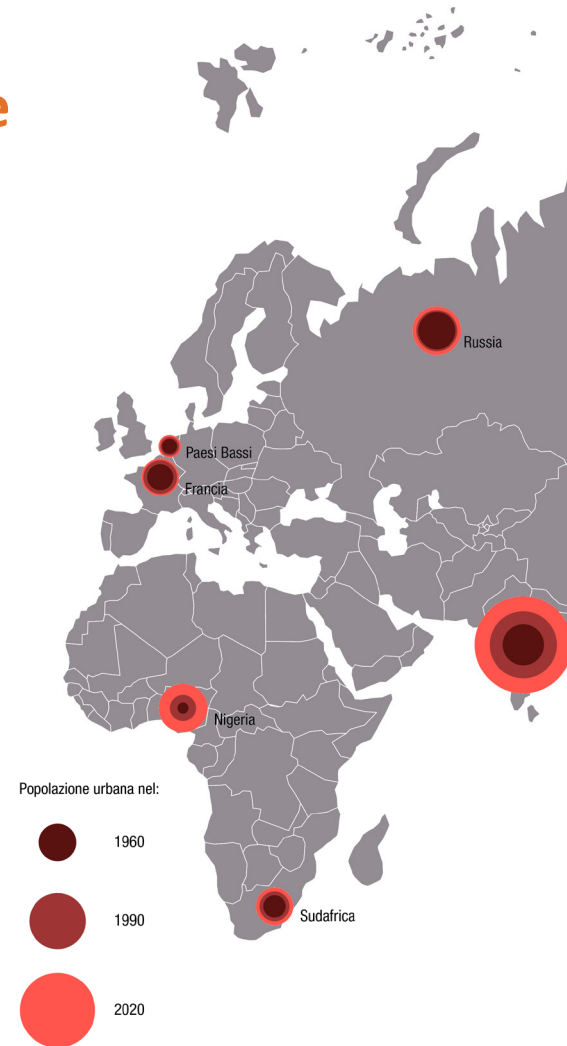 e
Russia
Paesi Bassi
Francia
Nigeria
Popolazione urbana nel:
1960
Sudafrica
1990
2020